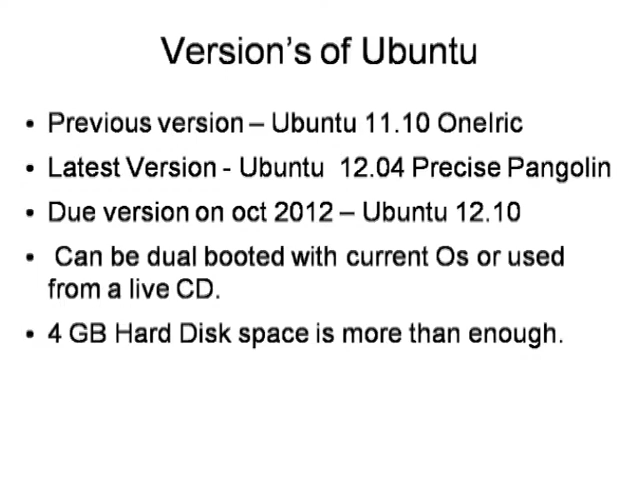 Version's of Ubuntu
• Previous version – Ubuntu 11.10 OneIric
• Latest Version - Ubuntu 12.04 Precise Pangolin
• Due version on oct 2012 – Ubuntu 12.10
• Can be dual booted with current Os or used
from a live CD.
• 4 GB Hard Disk space is more than enough.